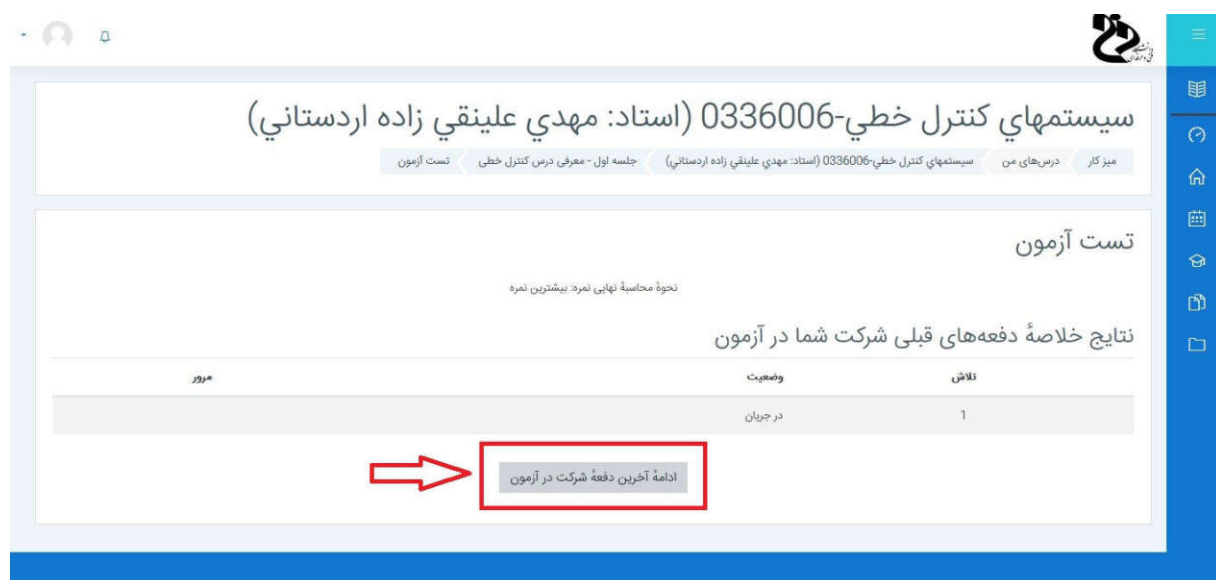 سيستمهاي کنترل خطي-0336006 (استاد: مهدي علينقي زاده اردستاني)
میز کار
درس‌های من
سيستمهاي کنترل خطي-0336006 (استاد: مهدي علينقي زاده اردستاني)
جلسه اول - معرفی درس کنترل خطی
تست آزمون
تست آزمون
نحوهٔ محاسبهٔ نهایی نمره: بیشترین نمره
نتایج خلاصهٔ دفعه‌های قبلی شرکت شما در آزمون
تلاش وضعیت مرور
1 در جریان
ادامهٔ آخرین دفعهٔ شرکت در آزمون